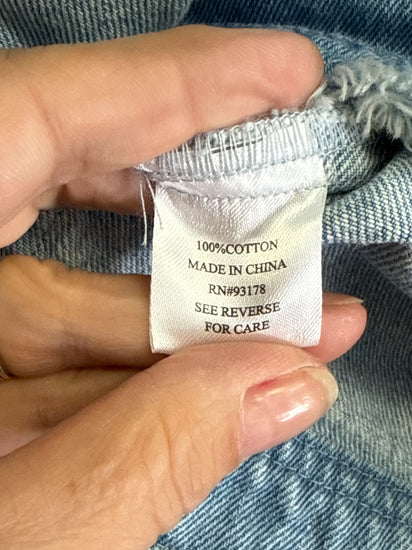 100%COTTON
MADE IN CHINA
RN#93178
SEE REVERSE
FOR CARE